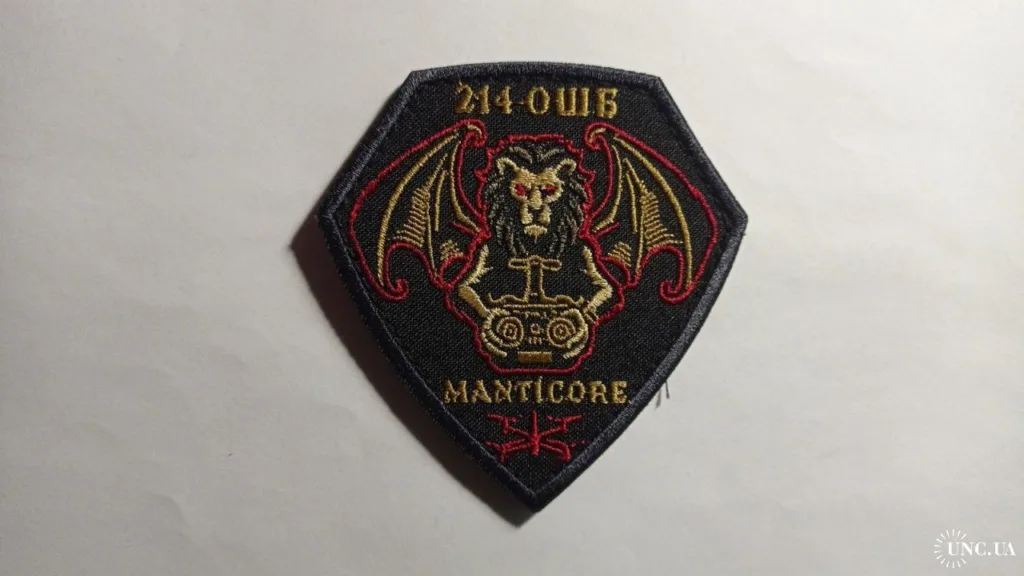 214 ОШБ
MANTICORE
UNC.UA